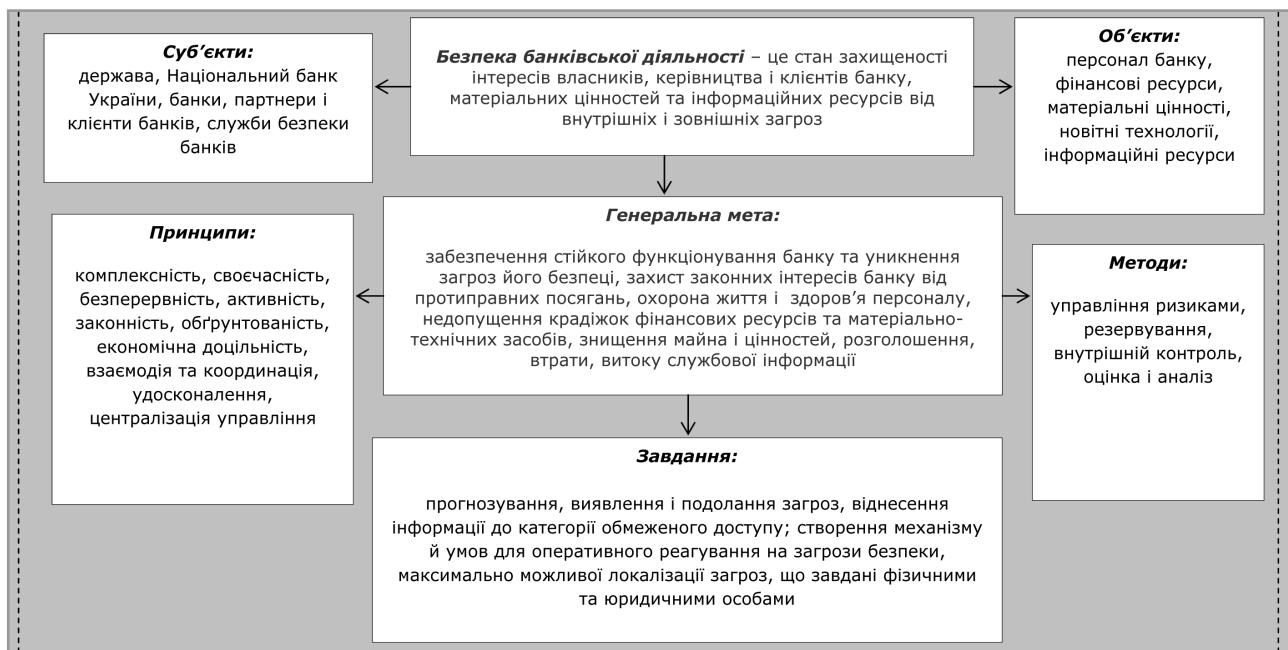 Суб’єкти:
держава, Національний банк
України, банки, партнери і
клієнти банків, служби безпеки
банків
Безпека банківської діяльності – це стан захищеності
інтересів власників, керівництва і клієнтів банку,
матеріальних цінностей та інформаційних ресурсів від
внутрішніх і зовнішніх загроз
Об’єкти:
персонал банку,
фінансові ресурси,
матеріальні цінності,
новітні технології,
інформаційні ресурси
Принципи:
комплексність, своєчасність,
безперервність, активність,
законність, обґрунтованість,
економічна доцільність,
взаємодія та координація,
удосконалення,
централізація управління
Генеральна мета:
забезпечення стійкого функціонування банку та уникнення
загроз його безпеці, захист законних інтересів банку від
протиправних посягань, охорона життя і здоров’я персоналу,
недопущення крадіжок фінансових ресурсів та матеріально-
технічних засобів, знищення майна і цінностей, розголошення,
втрати, витоку службової інформації
Методи:
управління ризиками,
резервування,
внутрішній контроль,
оцінка і аналіз
Завдання:
прогнозування, виявлення і подолання загроз, віднесення
інформації до категорії обмеженого доступу; створення механізму
й умов для оперативного реагування на загрози безпеки,
максимально можливої локалізації загроз, що завдані фізичними
та юридичними особами